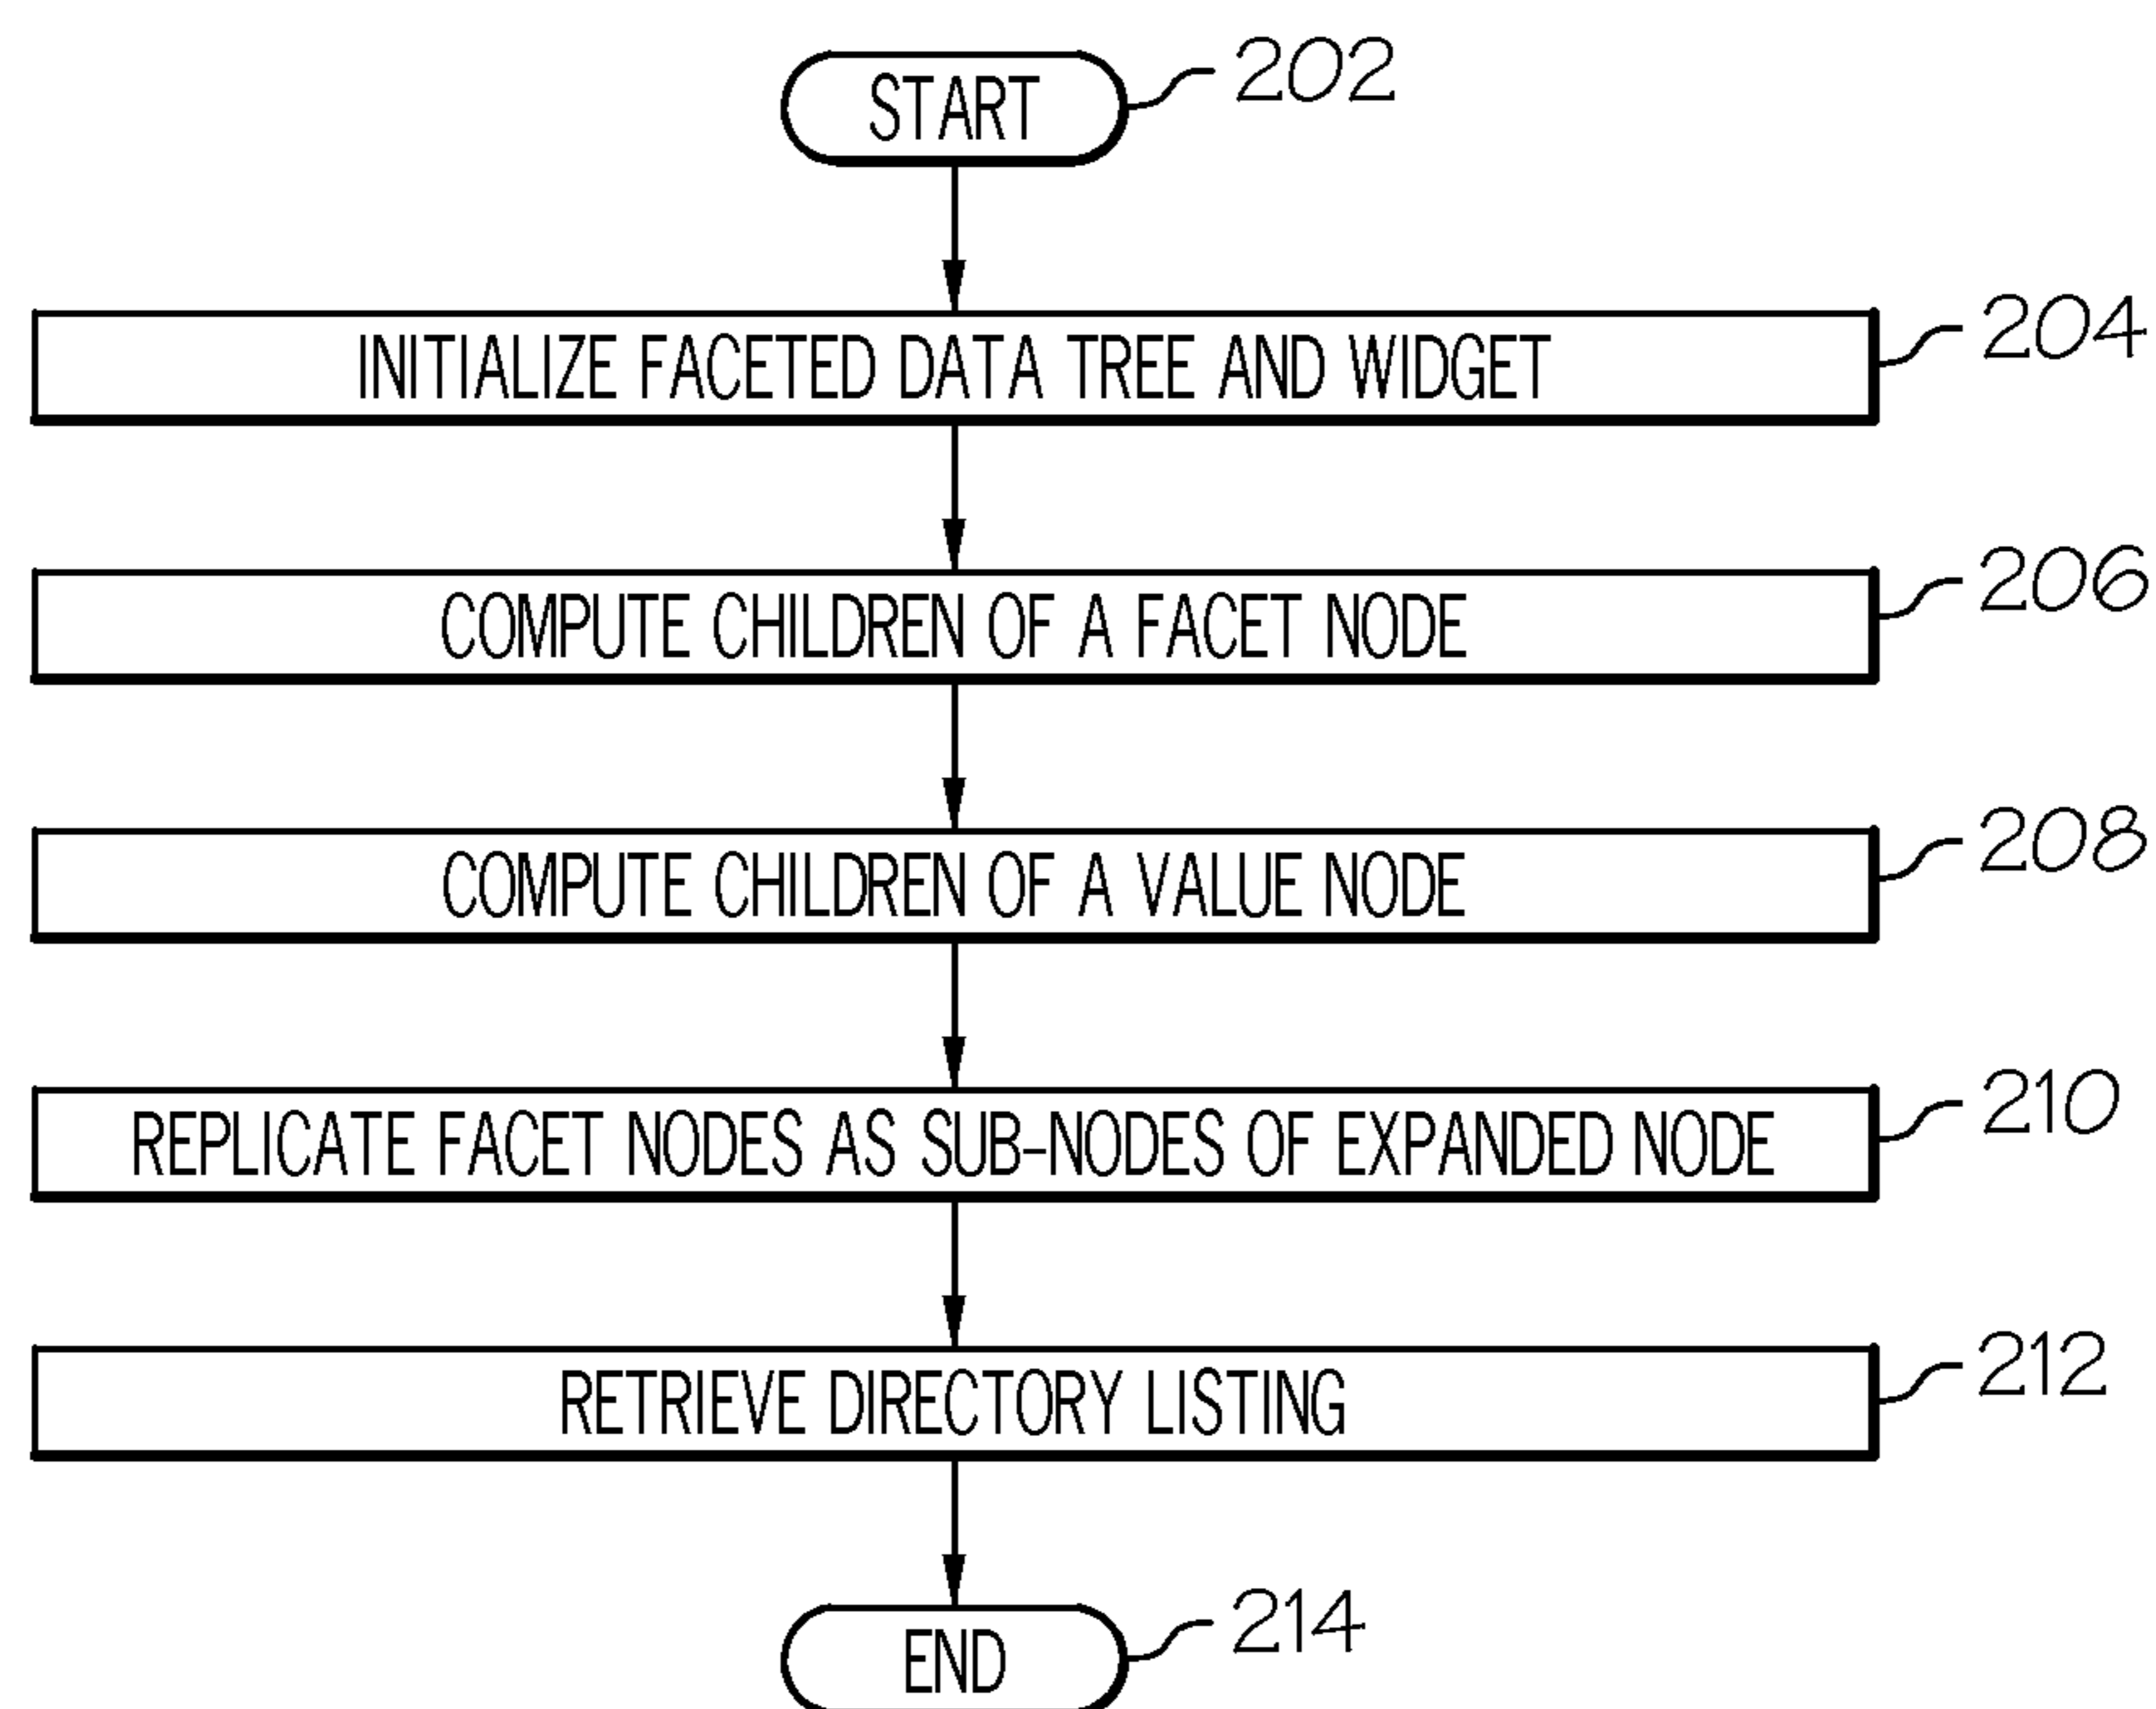 START
202
INITIALIZE FACETED DATA TREE AND WIDGET
204
COMPUTE CHILDREN OF A FACET NODE
206
COMPUTE CHILDREN OF A VALUE NODE
208
REPLICATE FACET NODES AS SUB-NODES OF EXPANDED NODE
210
RETRIEVE DIRECTORY LISTING
212
END
214